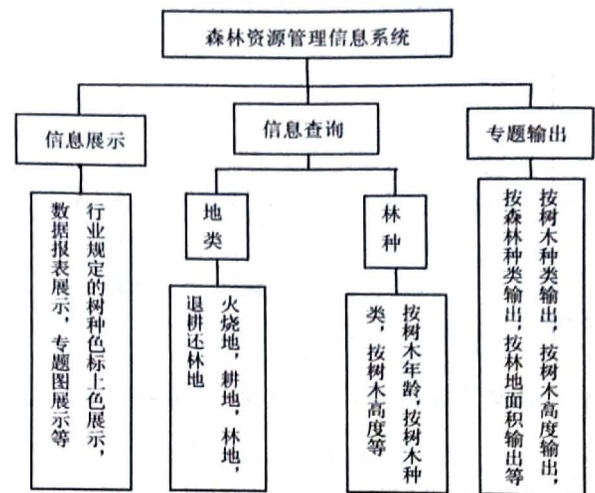 森林资源管理信息系统
信息展示
信息查询
专题输出
行业规定的树种色标上色展示，
数据报表展示，专题图展示等
地类
火烧地，耕地，林地，
退耕还林地
林种
按树木年龄，按树木种
类，按树木高度等
按树木种类输出，按树木高度输出，
按森林种类输出，按林地面积输出等